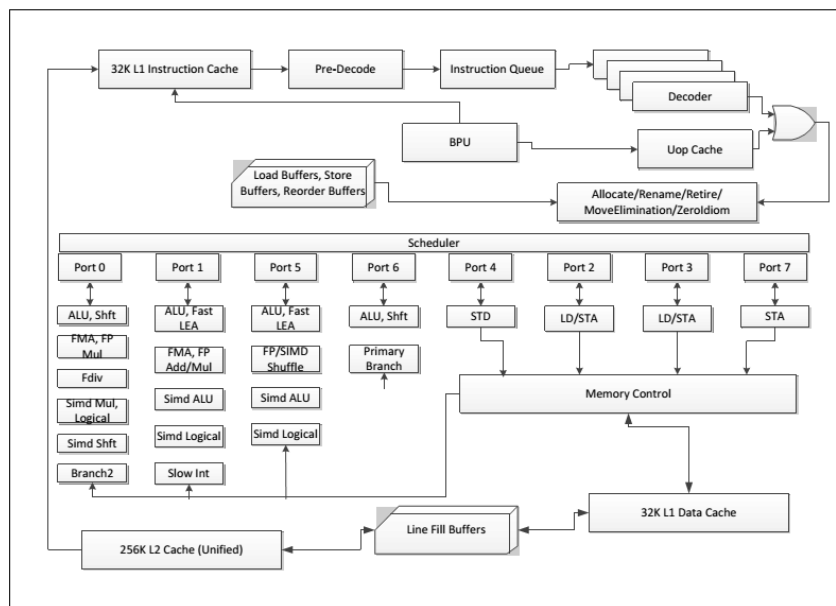 32K L1 Instruction Cache
Pre-Decode
Instruction Queue
Decoder
BPU
Uop Cache
Load Buffers, Store
Buffers, Reorder Buffers
Allocate/Rename/Retire/
MoveElimination/ZeroIdiom
Scheduler
Port 0
Port 1
Port 5
Port 6
Port 4
Port 2
Port 3
Port 7
ALU, Shft
ALU, Fast
LEA
ALU, Fast
LEA
ALU, Shft
STD
LD/STA
LD/STA
STA
FMA, FP
Mul
FMA, FP
Add/Mul
FP/SIMD
Shuffle
Primary
Branch
Fdiv
Simd ALU
Simd ALU
Memory Control
Simd Mul,
Logical
Simd Logical
Simd Logical
Simd Shft
Branch2
Slow Int
32K L1 Data Cache
Line Fill Buffers
256K L2 Cache (Unified)